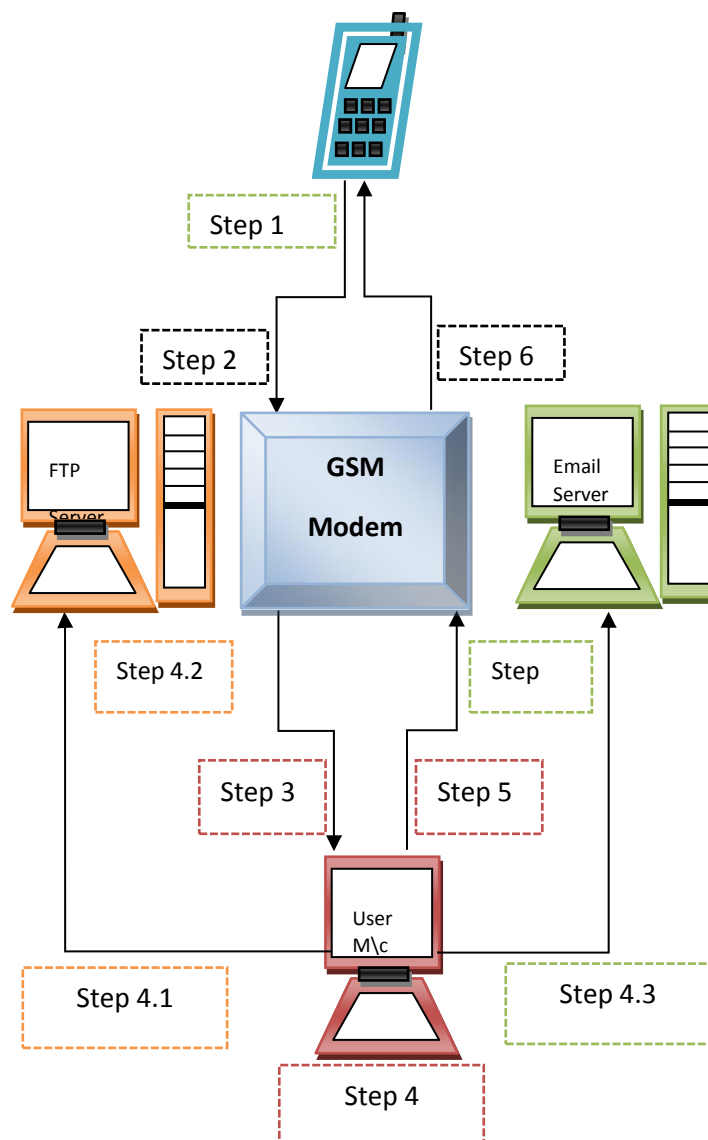 Step 1
Step 2
Step 6
FTP
Server
GSM
Modem
Email
Server
Step 4.2
Step
Step 3
Step 5
User
M\c
Step 4.1
Step 4.3
Step 4